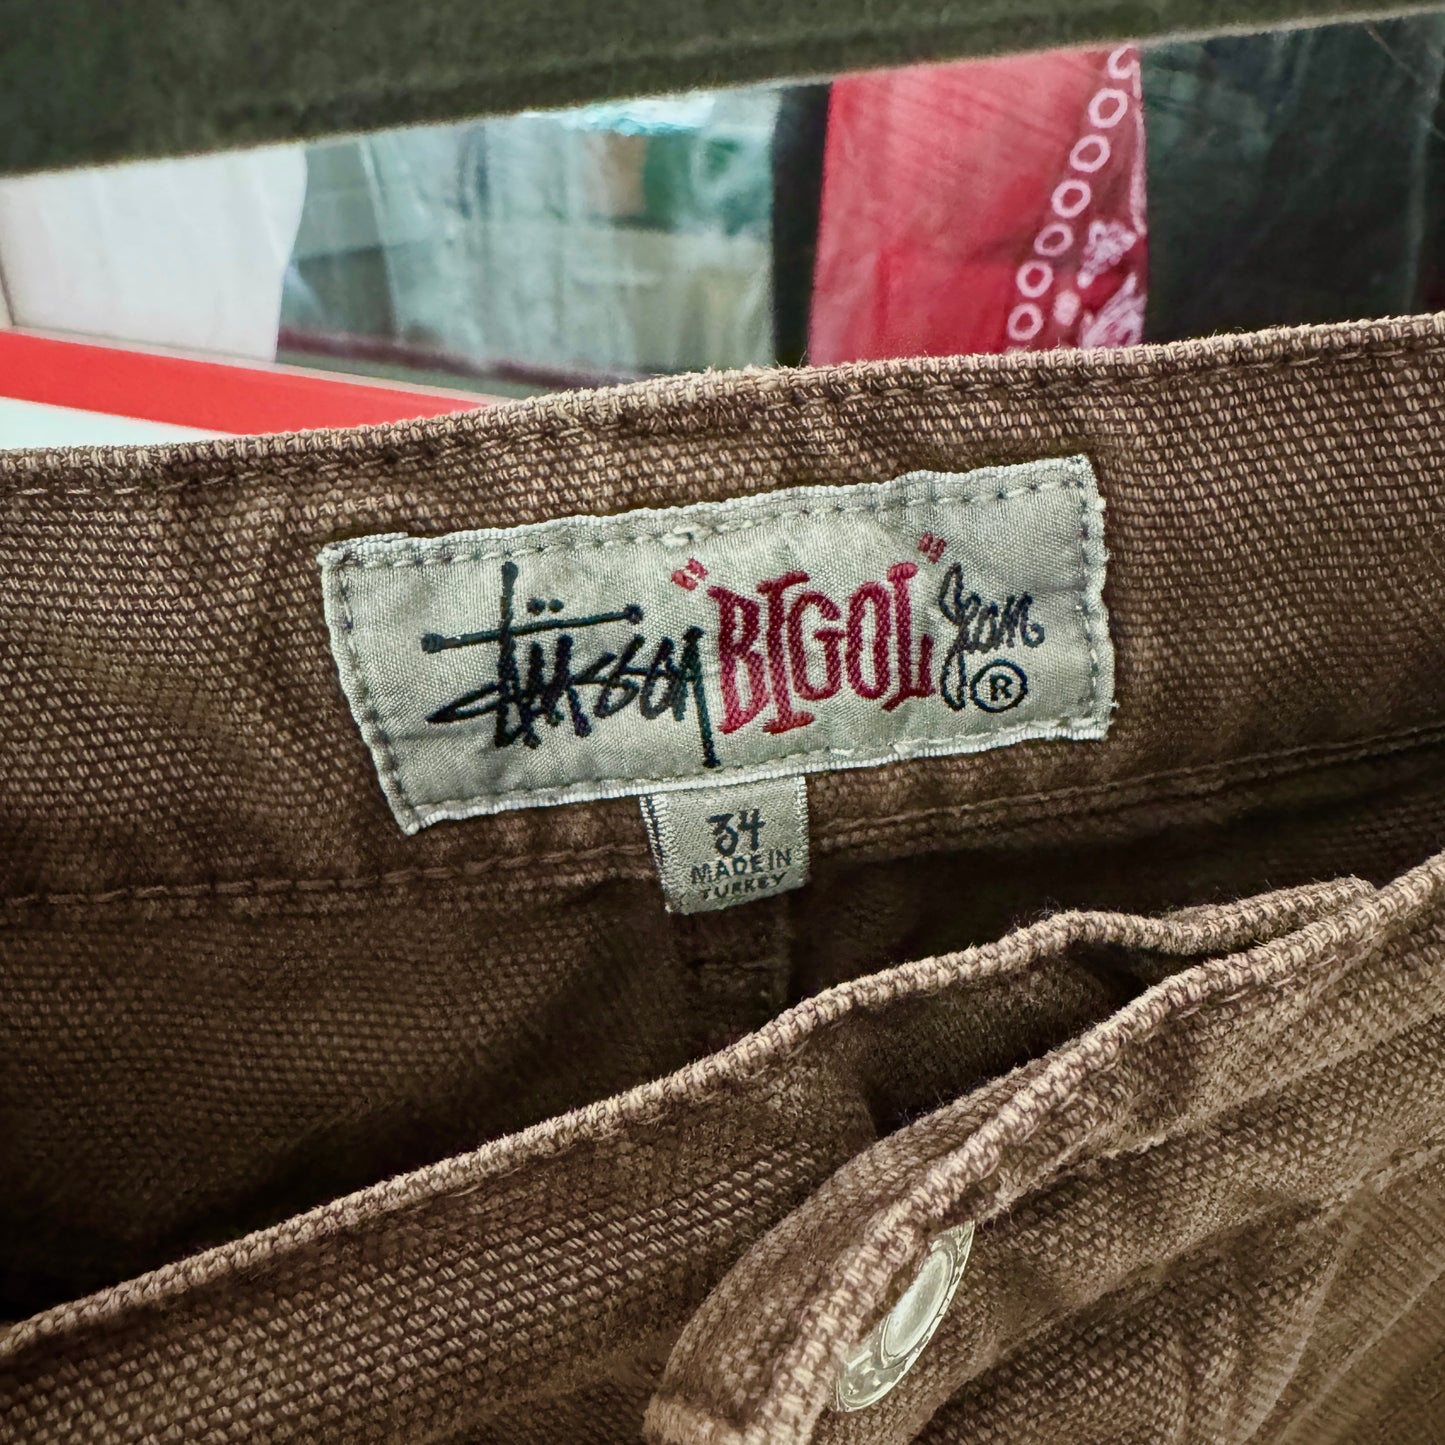 Stüssy "BIGOL" Jean ®
34
MADE IN
TURKEY